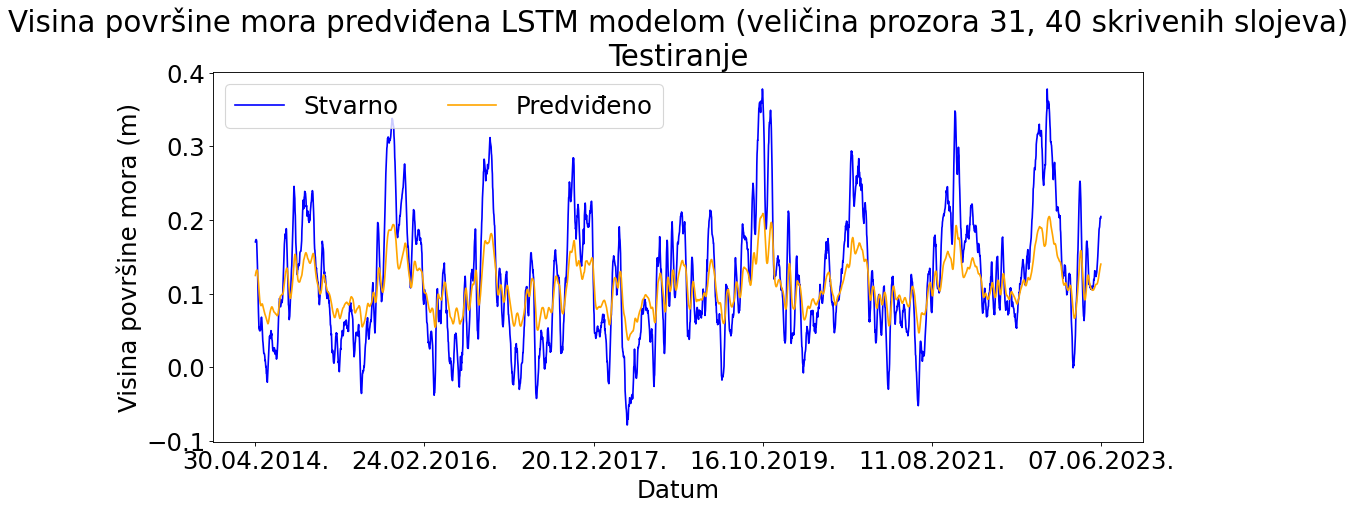 Visina površine mora predviđena LSTM modelom (veličina prozora 31, 40 skrivenih slojeva)
Testiranje
Stvarno Predviđeno
Visina površine mora (m)
0.4
0.3
0.2
0.1
0.0
−0.1
30.04.2014. 24.02.2016. 20.12.2017. 16.10.2019. 11.08.2021. 07.06.2023.
Datum